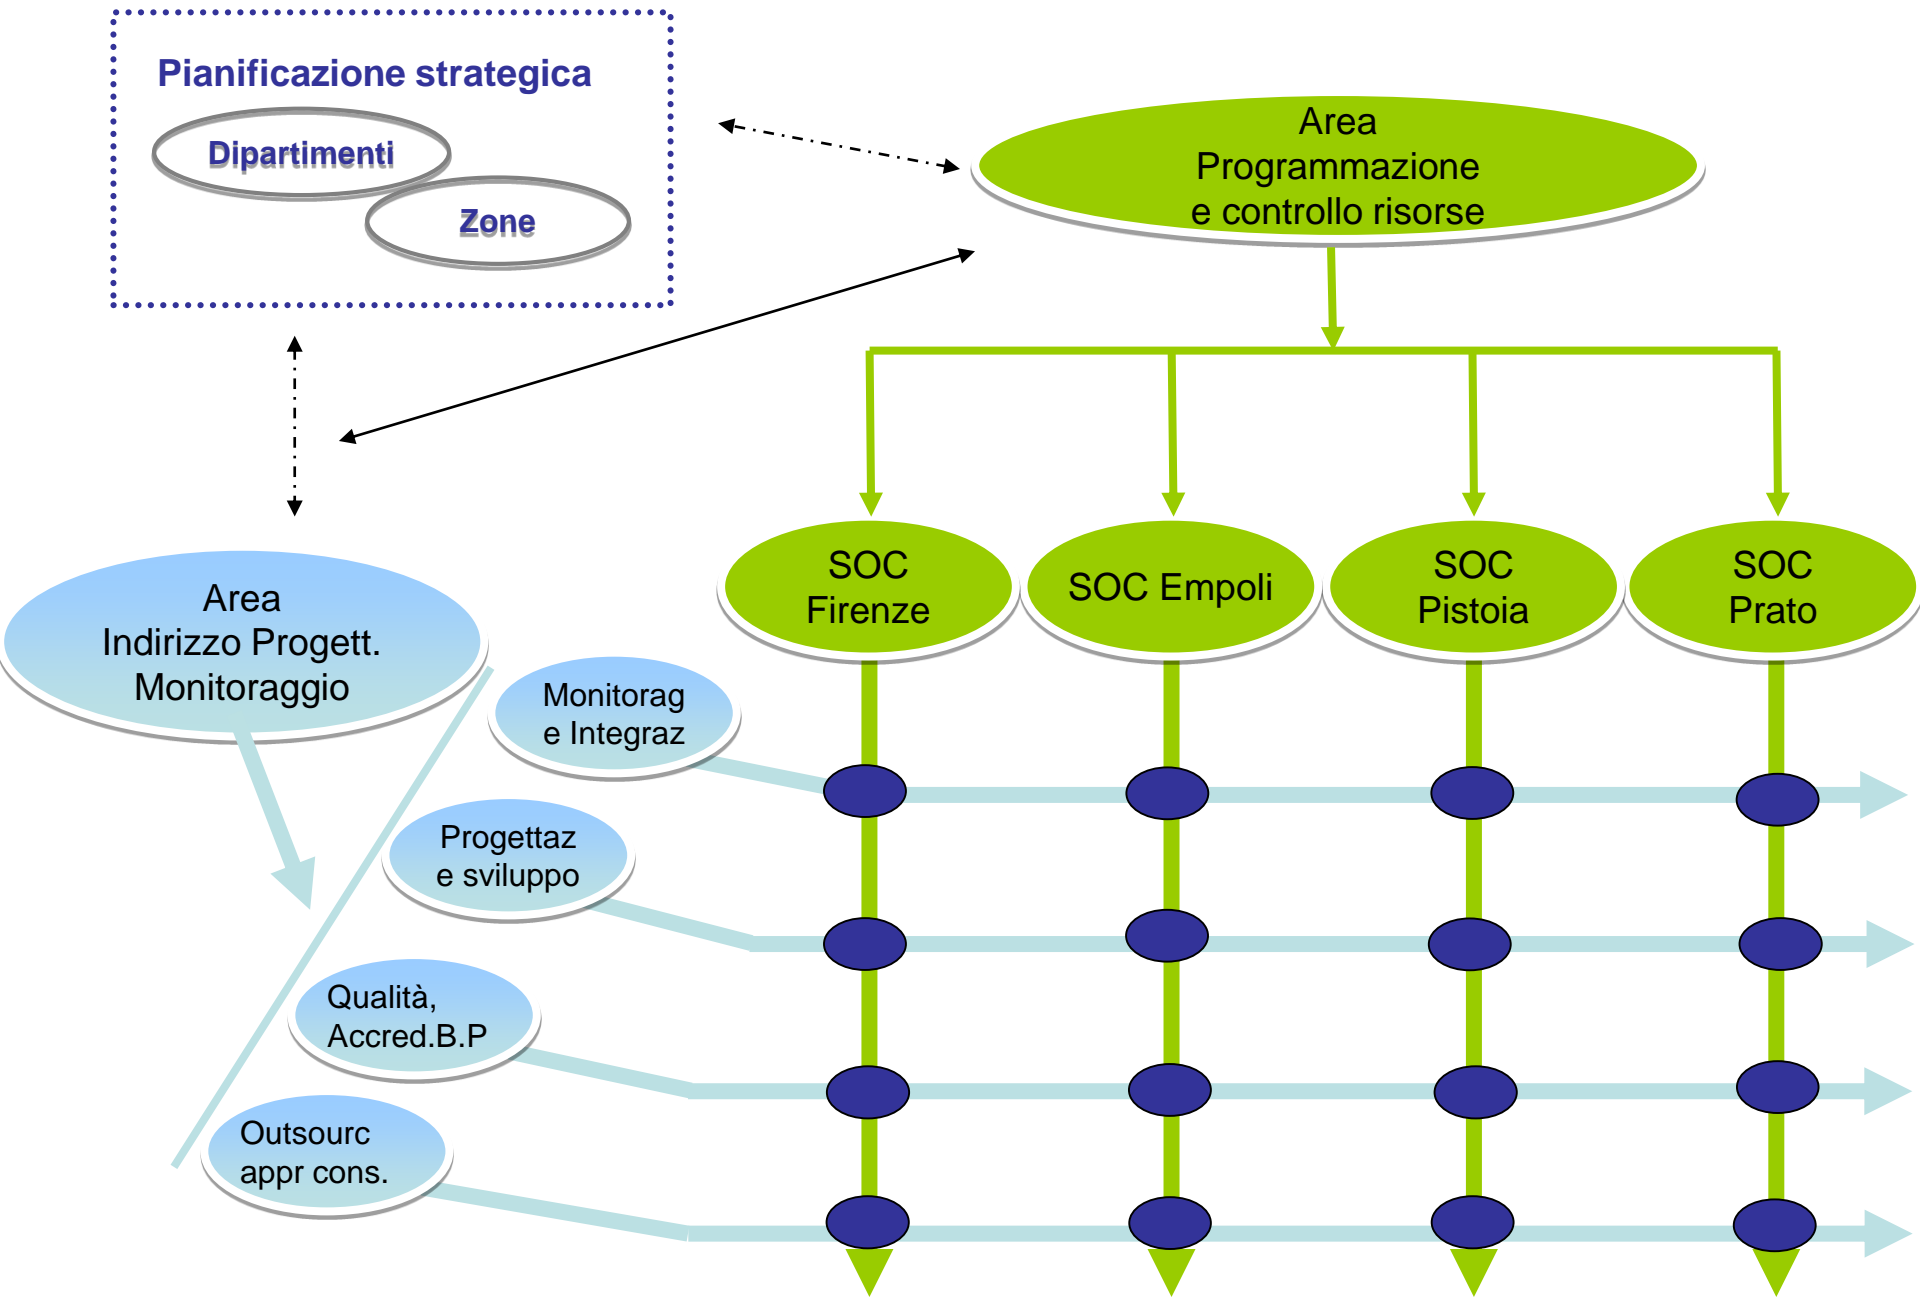 Pianificazione strategica
Dipartimenti
Zone
Area
Programmazione
e controllo risorse
SOC
Firenze
SOC Empoli
SOC
Pistoia
SOC
Prato
Area
Indirizzo Progett.
Monitoraggio
Monitorag
e Integraz
Progettaz
e sviluppo
Qualità,
Accred.B.P
Outsourc
appr cons.